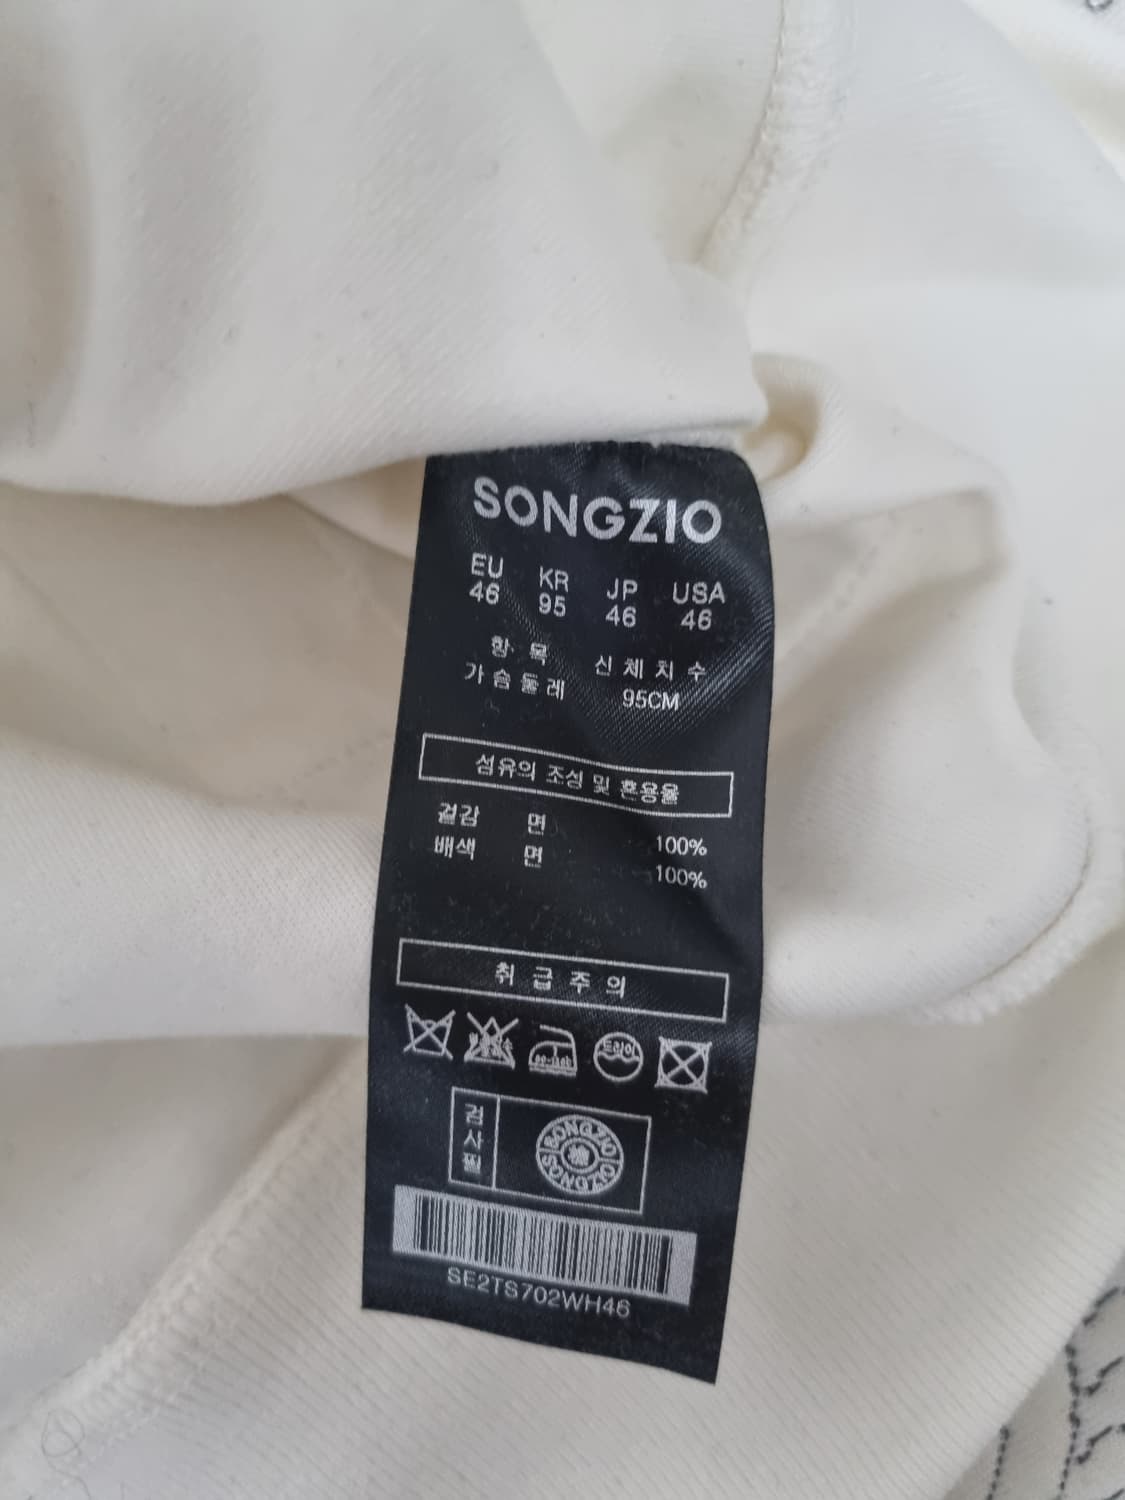 SONGZIO
EU KR JP USA
46 95 46 46
항 목 신 체 치 수
가 슴 둘 레 95CM
섬유의 조성 및 혼용율
겉감 면 100%
배색 면 100%
취 급 주 의
드라이
검사필
SONGZIO
SONGZIO
SE2TS702WH46